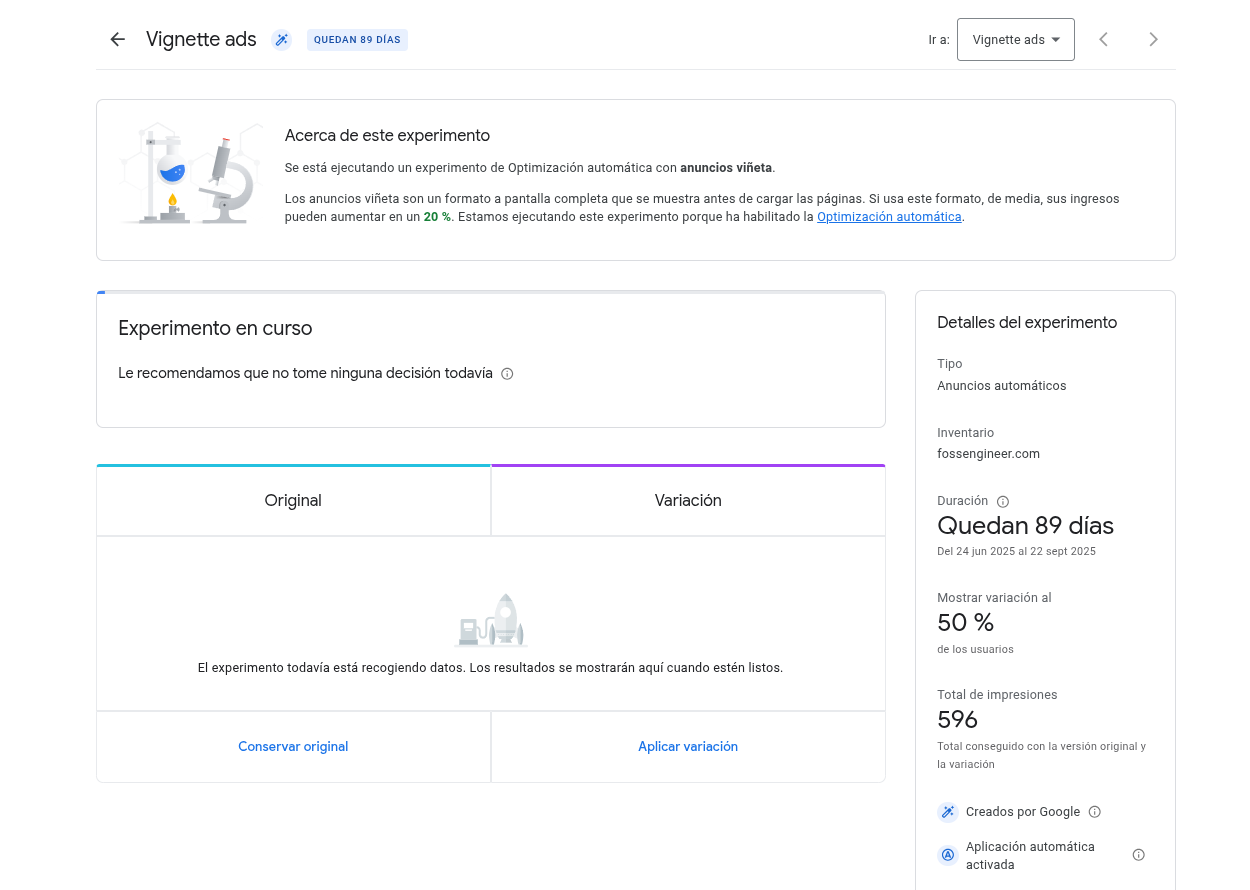 Vignette ads
QUEDAN 89 DÍAS
Ir a:
Vignette ads
Acerca de este experimento
Se está ejecutando un experimento de Optimización automática con anuncios viñeta.
Los anuncios viñeta son un formato a pantalla completa que se muestra antes de cargar las páginas. Si usa este formato, de media, sus ingresos
pueden aumentar en un 20 %. Estamos ejecutando este experimento porque ha habilitado la Optimización automática.
Experimento en curso
Le recomendamos que no tome ninguna decisión todavía
Original
Variación
El experimento todavía está recogiendo datos. Los resultados se mostrarán aquí cuando estén listos.
Conservar original
Aplicar variación
Detalles del experimento
Tipo
Anuncios automáticos
Inventario
fossengineer.com
Duración
Quedan 89 días
Del 24 jun 2025 al 22 sept 2025
Mostrar variación al
50 %
de los usuarios
Total de impresiones
596
Total conseguido con la versión original y
la variación
Creados por Google
Aplicación automática
activada